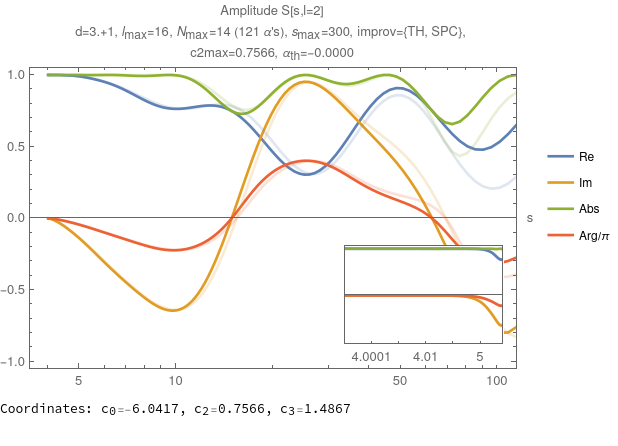 Amplitude S[s,l=2]
d=3.+1, lmax=16, Nmax=14 (121 α's), smax=300, improv={TH, SPC},
c2max=0.7566, αth=−0.0000
1.0
0.5
0.0
−0.5
−1.0
s
Re
Im
Abs
Arg/π
4.0001 4.01 5
5 10 50 100
Coordinates: c0=-6.0417, c2=0.7566, c3=1.4867